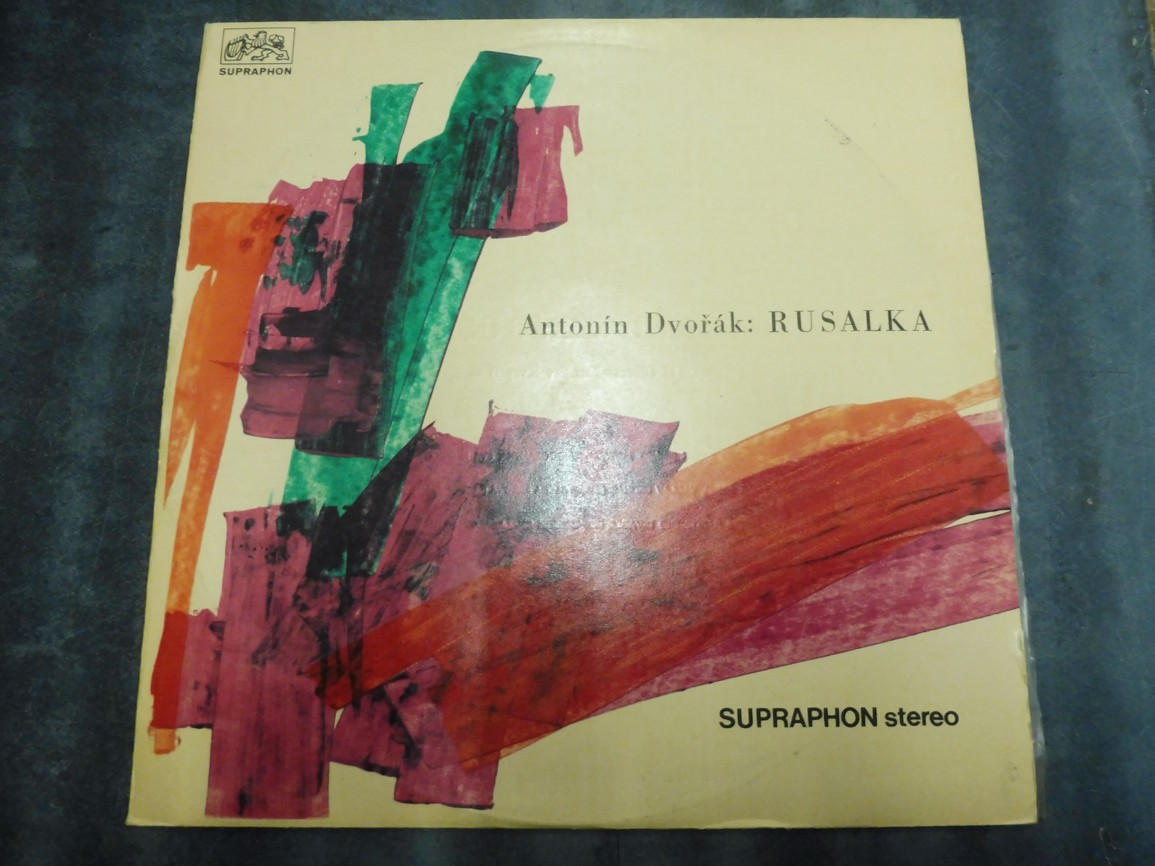 SUPRAPHON
Antonín Dvořák: RUSALKA
SUPRAPHON stereo